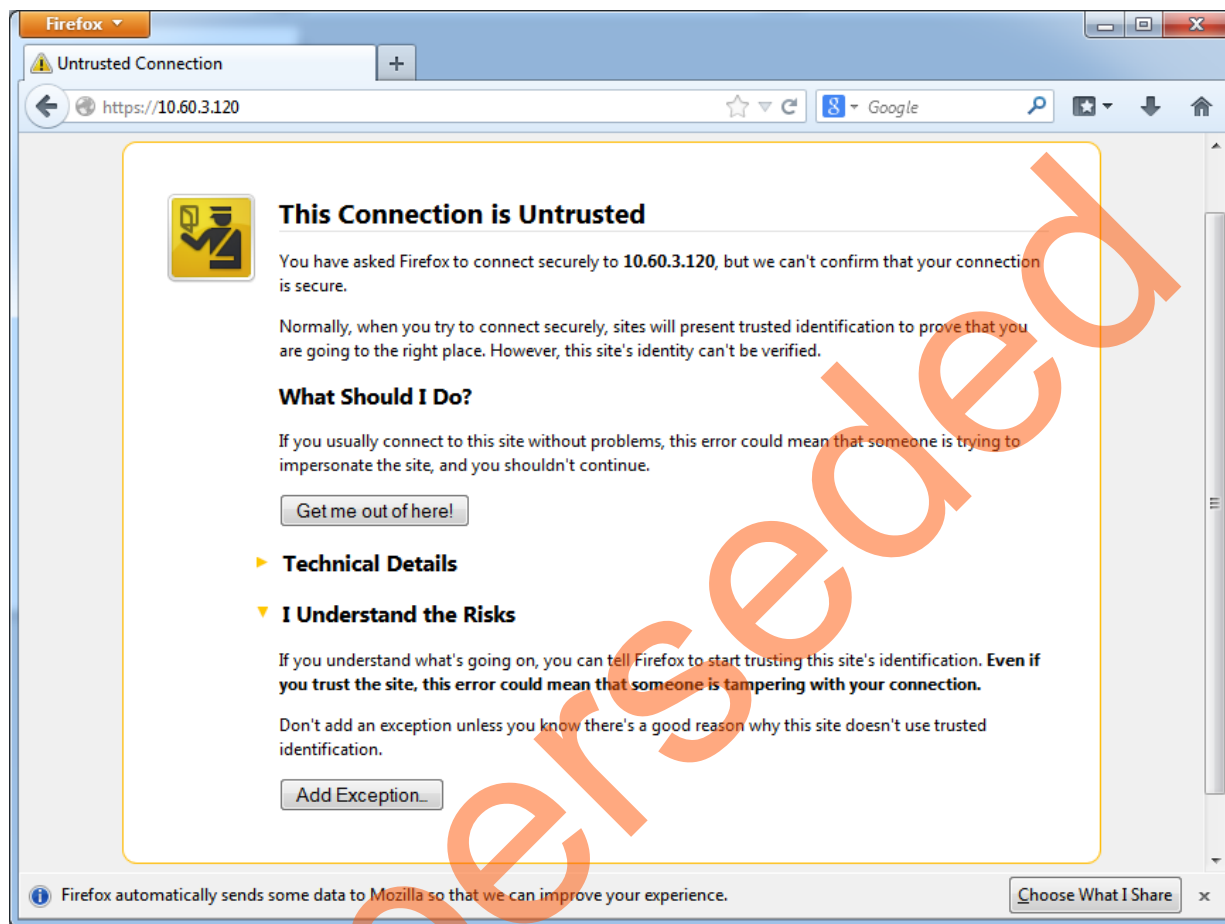 Firefox
Untrusted Connection
https://10.60.3.120
Google
This Connection is Untrusted
You have asked Firefox to connect securely to 10.60.3.120, but we can't confirm that your connection
is secure.
Normally, when you try to connect securely, sites will present trusted identification to prove that you
are going to the right place. However, this site's identity can't be verified.
What Should I Do?
If you usually connect to this site without problems, this error could mean that someone is trying to
impersonate the site, and you shouldn't continue.
Get me out of here!
Technical Details
I Understand the Risks
If you understand what's going on, you can tell Firefox to start trusting this site's identification. Even if
you trust the site, this error could mean that someone is tampering with your connection.
Don't add an exception unless you know there's a good reason why this site doesn't use trusted
identification.
Add Exception...
Firefox automatically sends some data to Mozilla so that we can improve your experience.
Choose What I Share
perseded